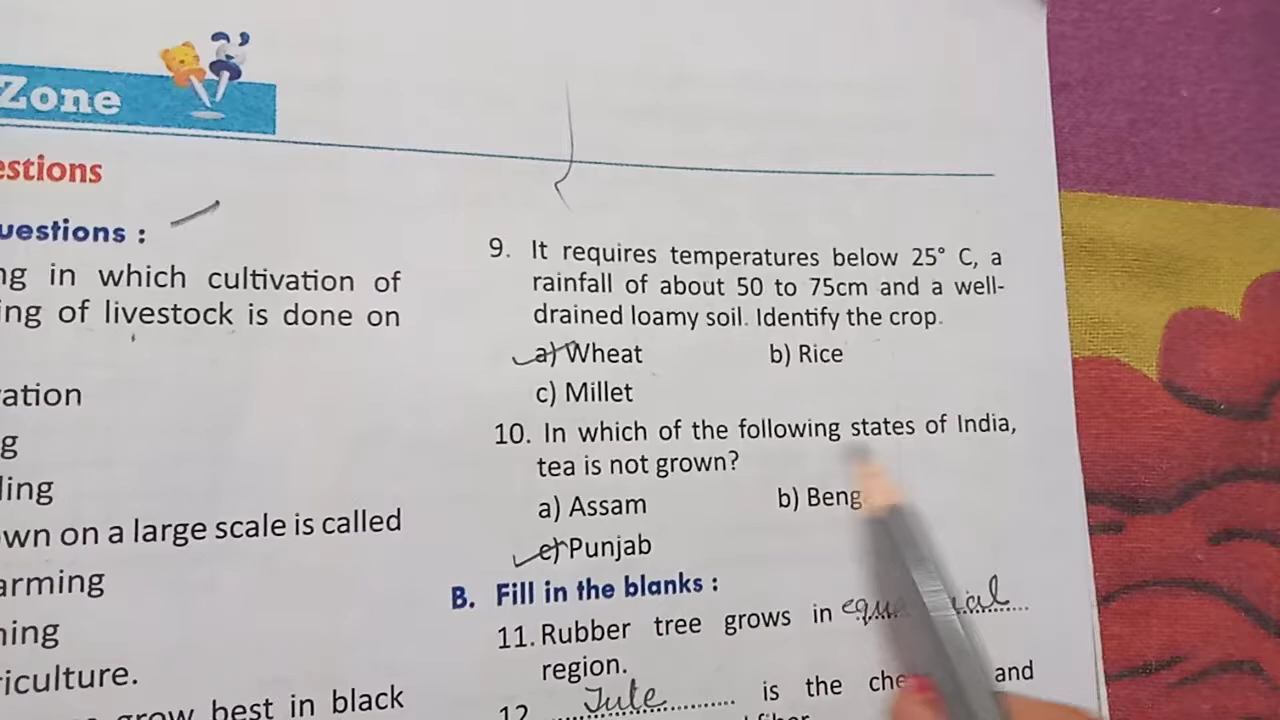 Zone
estions
uestions :
ng in which cultivation of
ing of livestock is done on
ation
g
ling
own on a large scale is called
arming
ning
riculture.
grow best in black
9. It requires temperatures below 25° C, a
rainfall of about 50 to 75cm and a well-
drained loamy soil. Identify the crop.
a) Wheat b) Rice
c) Millet
10. In which of the following states of India,
tea is not grown?
a) Assam b) Beng
c) Punjab
B. Fill in the blanks :
11. Rubber tree grows in equ ial
region.
12. Jute is the che and